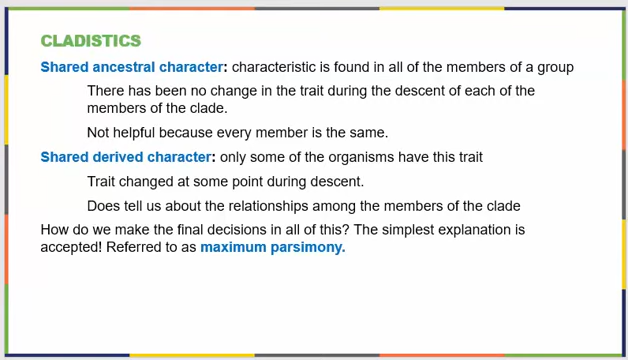 CLADISTICS
Shared ancestral character: characteristic is found in all of the members of a group
There has been no change in the trait during the descent of each of the
members of the clade.
Not helpful because every member is the same.
Shared derived character: only some of the organisms have this trait
Trait changed at some point during descent.
Does tell us about the relationships among the members of the clade
How do we make the final decisions in all of this? The simplest explanation is
accepted! Referred to as maximum parsimony.